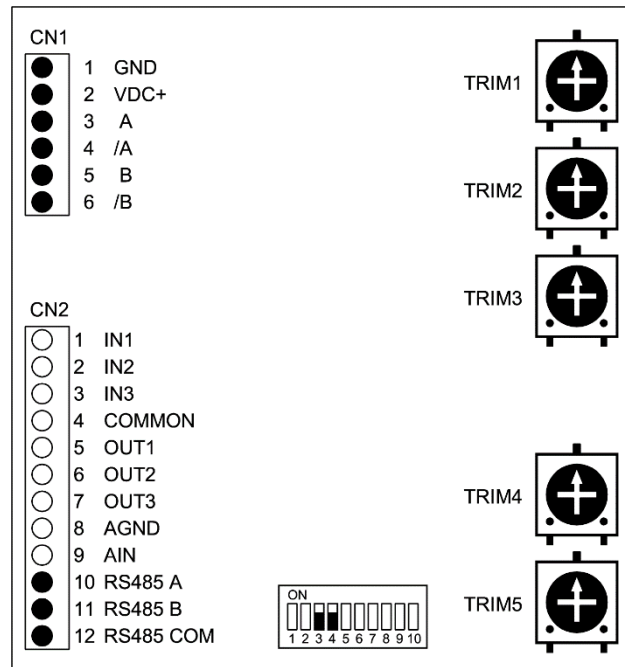 CN1
1 GND
2 VDC+
3 A
4 /A
5 B
6 /B
TRIM1
TRIM2
TRIM3
CN2
1 IN1
2 IN2
3 IN3
4 COMMON
5 OUT1
6 OUT2
7 OUT3
8 AGND
9 AIN
10 RS485 A
11 RS485 B
12 RS485 COM
TRIM4
TRIM5
ON
1 2 3 4 5 6 7 8 9 10